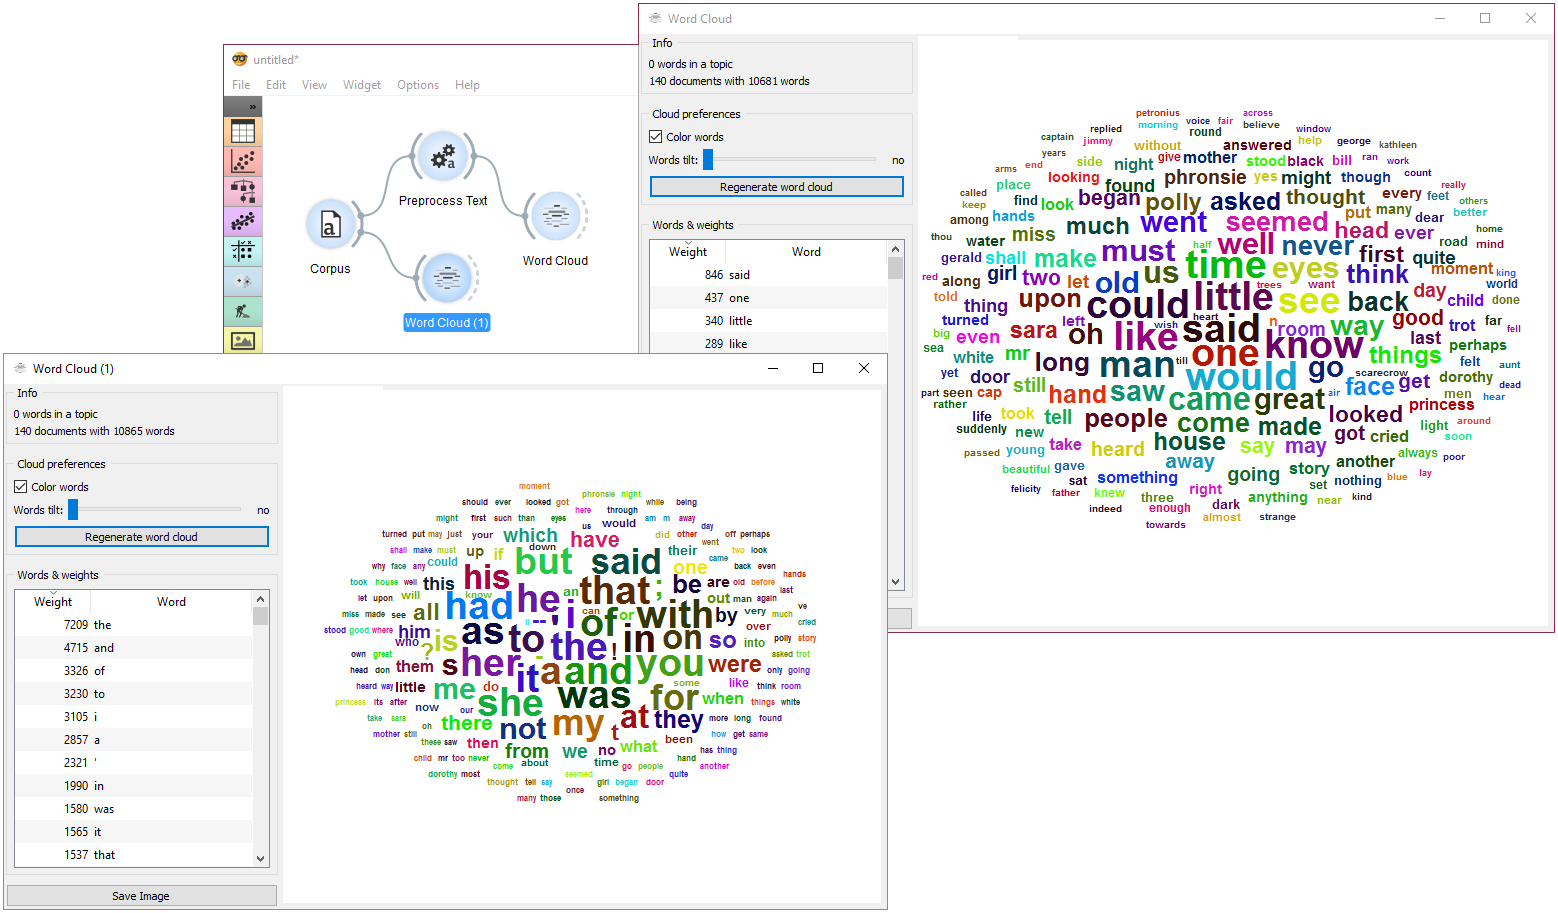 untitled*
File Edit View Widget Options Help
»
Corpus
Preprocess Text
Word Cloud
Word Cloud (1)
Word Cloud
Info
0 words in a topic
140 documents with 10681 words
Cloud preferences
Color words
Words tilt: no
Regenerate word cloud
Words & weights
Weight Word
846 said
437 one
340 little
289 like
petronius across
morning voice fair believe window
captain replied round george
jimmy without answered help kathleen
years side night give mother stood black bill ran work
arms end looking found phronsie yes might though count
called place began polly asked thought every feet really
keep find look put many others
among hands miss much went seemed head ever dear better
thou water half well never road home
gerald shall make must first quite mind
red along girl two let old us time eyes think moment king
told thing upon could little trees want see back day child world
turned left wish heart n good trot far done
big even sara oh like said room way last fell
sea white mr long man till one know things perhaps
yet door scarecrow felt aunt
part seen cap still hand saw would air go face get dorothy dead
rather came great men hear
life took tell people looked princess
suddenly new come made got cried light around
passed young take heard house say may always soon
beautiful gave away going story another poor
sat something set nothing blue lay
felicity father knew three right anything near kind
indeed enough almost dark strange
towards
Word Cloud (1)
Info
0 words in a topic
140 documents with 10865 words
Cloud preferences
Color words
Words tilt: no
Regenerate word cloud
Words & weights
Weight Word
7209 the
4715 and
3326 of
3230 to
3105 i
2857 a
2321 '
1990 in
1580 was
1565 it
1537 that
Save Image
moment
should ever looked got phronsie night while being
here through
might first such than eyes us would am m away
turned put may just your which have did other day off perhaps
shall make must up if down their went two look
why face any could but said one came back even
took house well this his that ; be are old before hands
let upon will know had he an out man again last
miss made see all can or with by very much ve
stood good where him ll -- ' i of over cried
who as to the ! in on so into polly story
own great ? is - asked trot
head don them s her it a and you were only going
heard way little me do some like think room
princess its after she was for when things white
now our
take sara oh there not my t at they more long found
mother still how get same
these saw then from we no what been has thing
child mr too never come about time go people hand another
dorothy most seemed quite
thought tell say girl began door
once
many those something